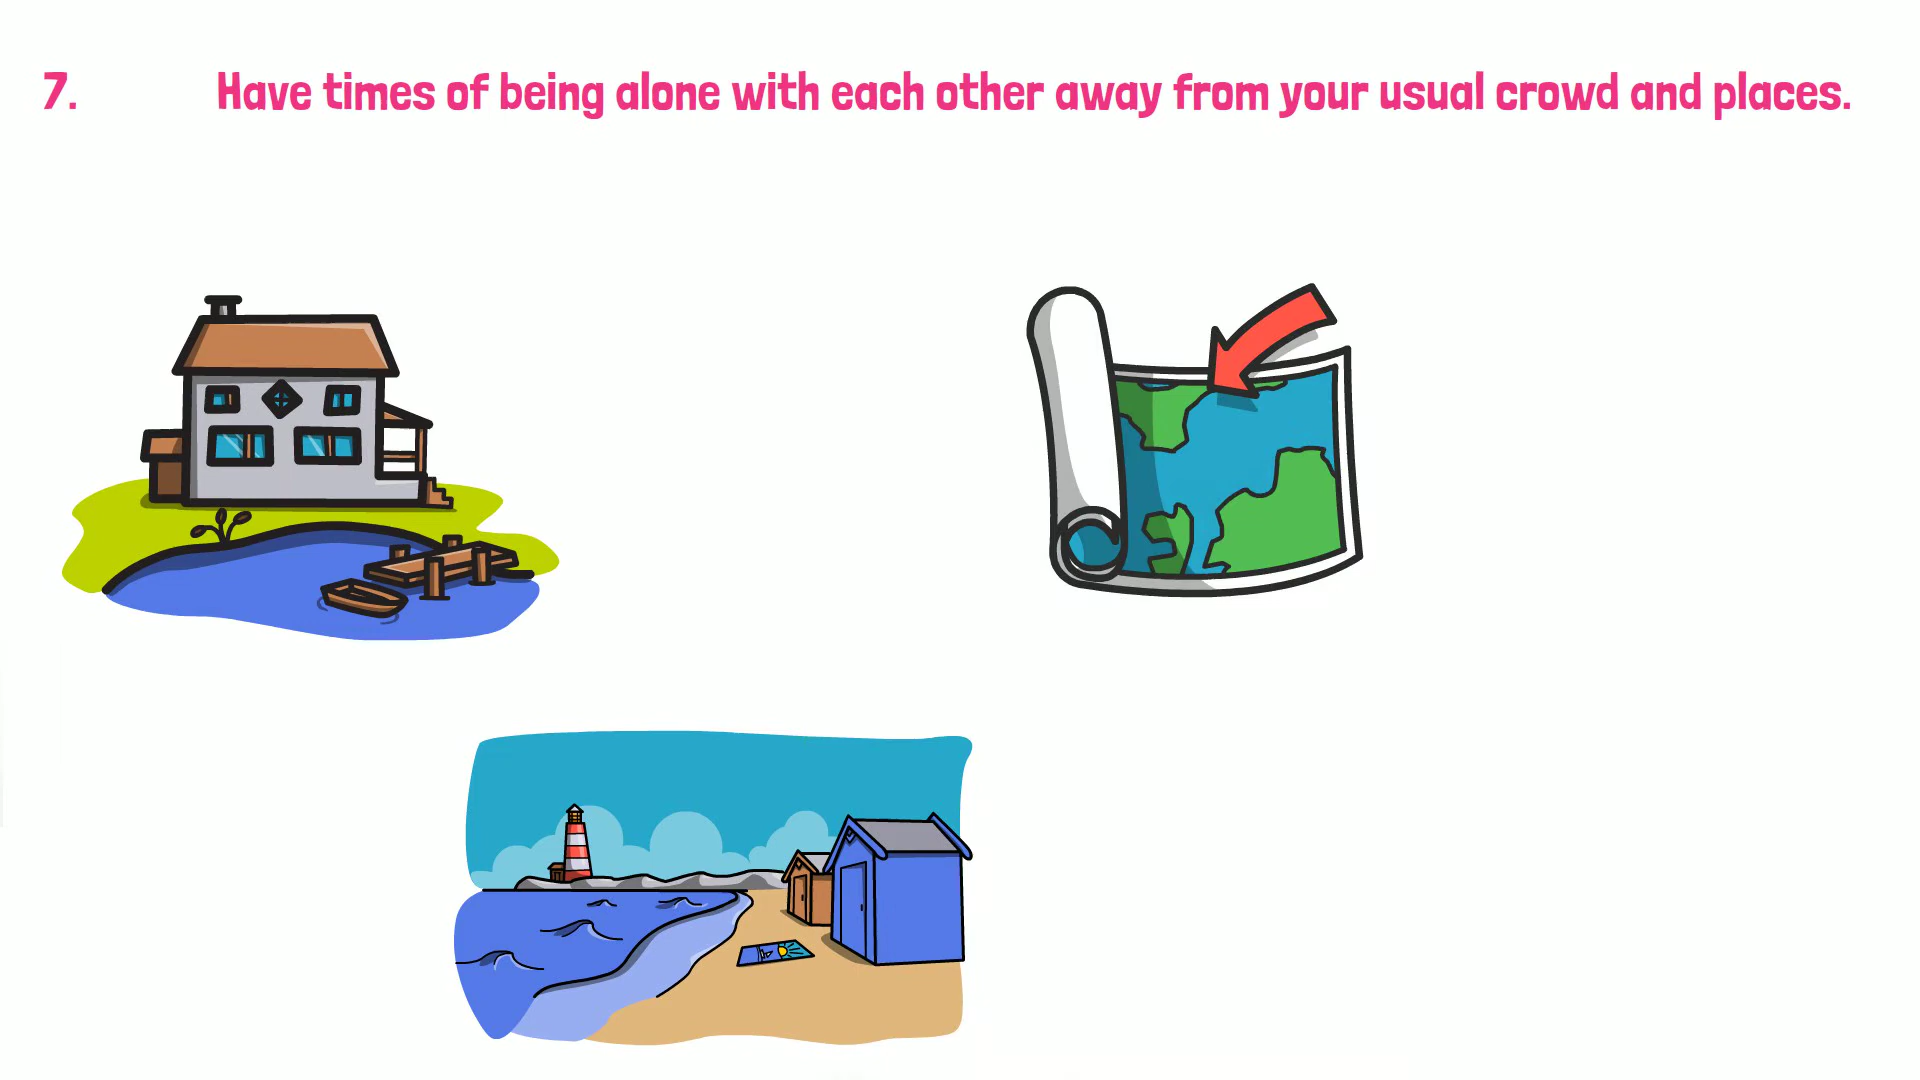 7. Have times of being alone with each other away from your usual crowd and places.